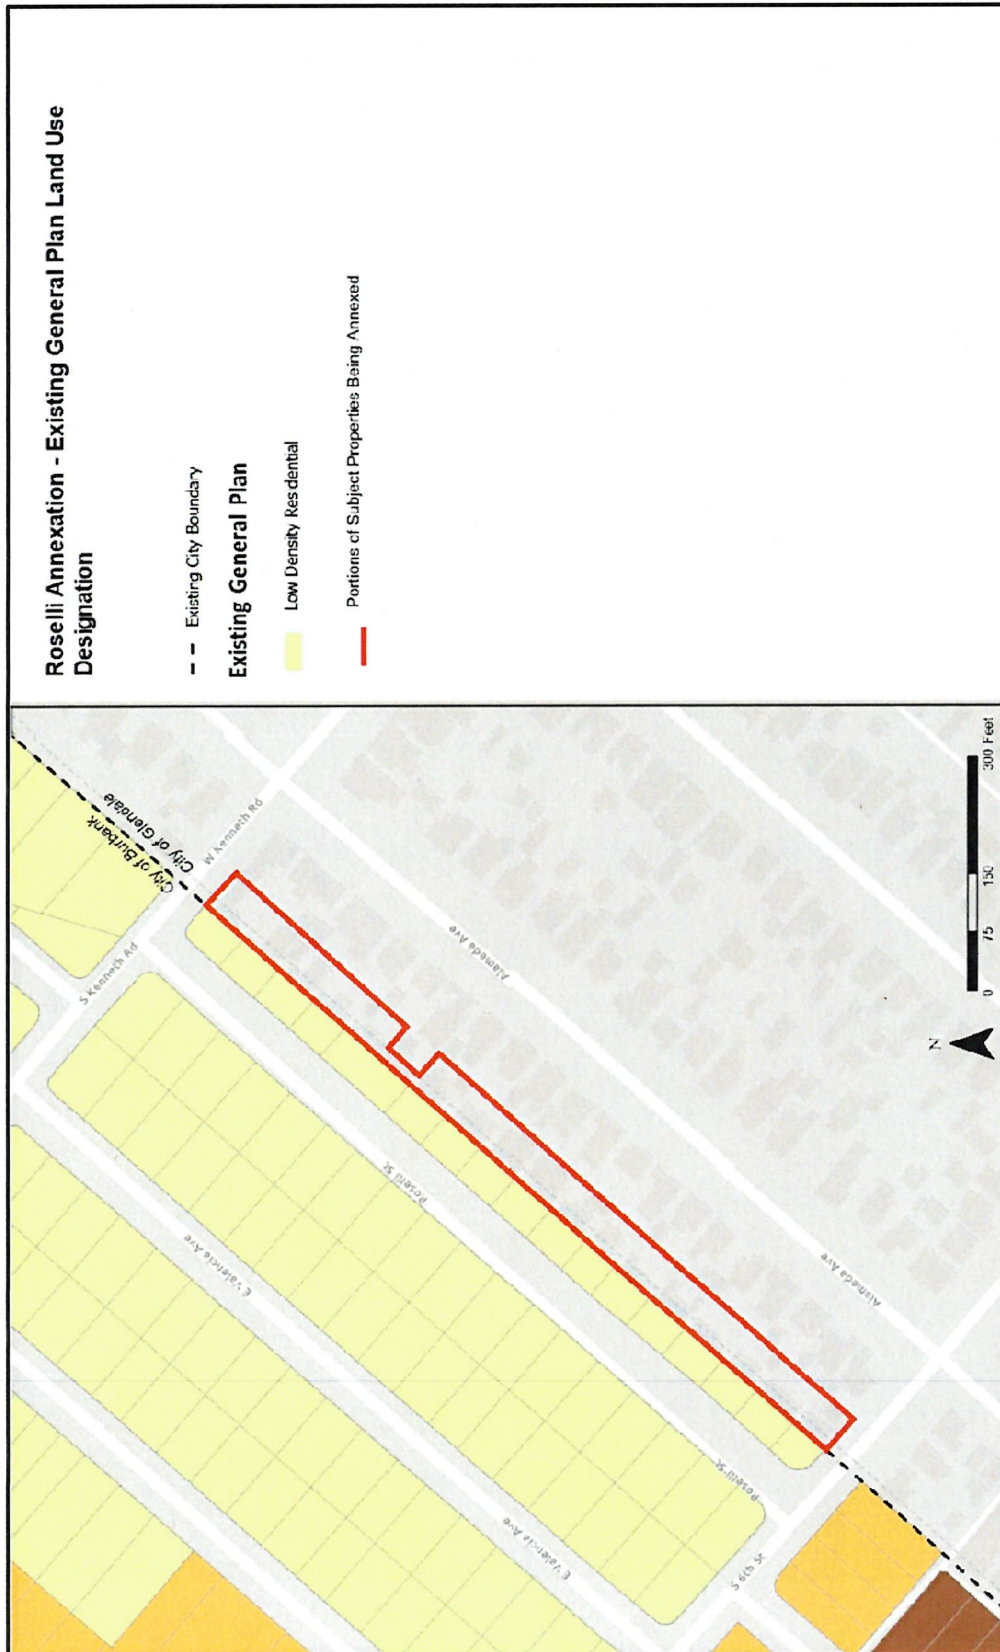 Roselli Annexation - Existing General Plan Land Use
Designation
Existing City Boundary
Existing General Plan
Low Density Residential
Portions of Subject Properties Being Annexed
City of Glendale
City of Burbank
W Kenneth Rd
S Kenneth Rd
Alameda Ave
Roselli St
E Valencia Ave
Alameda Ave
Roselli St
E Valencia Ave
S 6th St
N
0 75 150 300 Feet